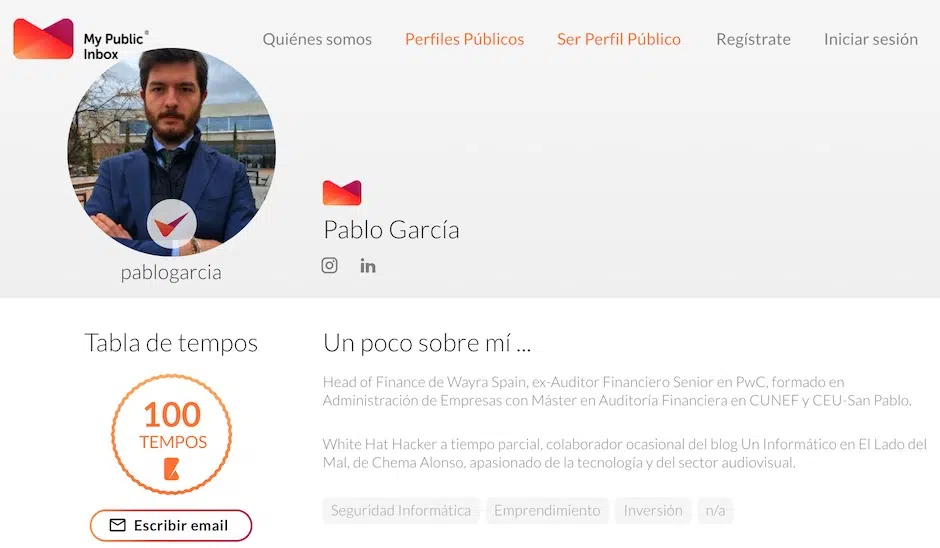 My Public
Inbox
Quiénes somos
Perfiles Públicos
Ser Perfil Público
Regístrate
Iniciar sesión
Pablo García
in
pablogarcia
Tabla de tempos
100
TEMPOS
Escribir email
Un poco sobre mí ...
Head of Finance de Wayra Spain, ex-Auditor Financiero Senior en PwC, formado en
Administración de Empresas con Máster en Auditoría Financiera en CUNEF y CEU-San Pablo.
White Hat Hacker a tiempo parcial, colaborador ocasional del blog Un Informático en El Lado del
Mal, de Chema Alonso, apasionado de la tecnología y del sector audiovisual.
Seguridad Informática
Emprendimiento
Inversión
n/a